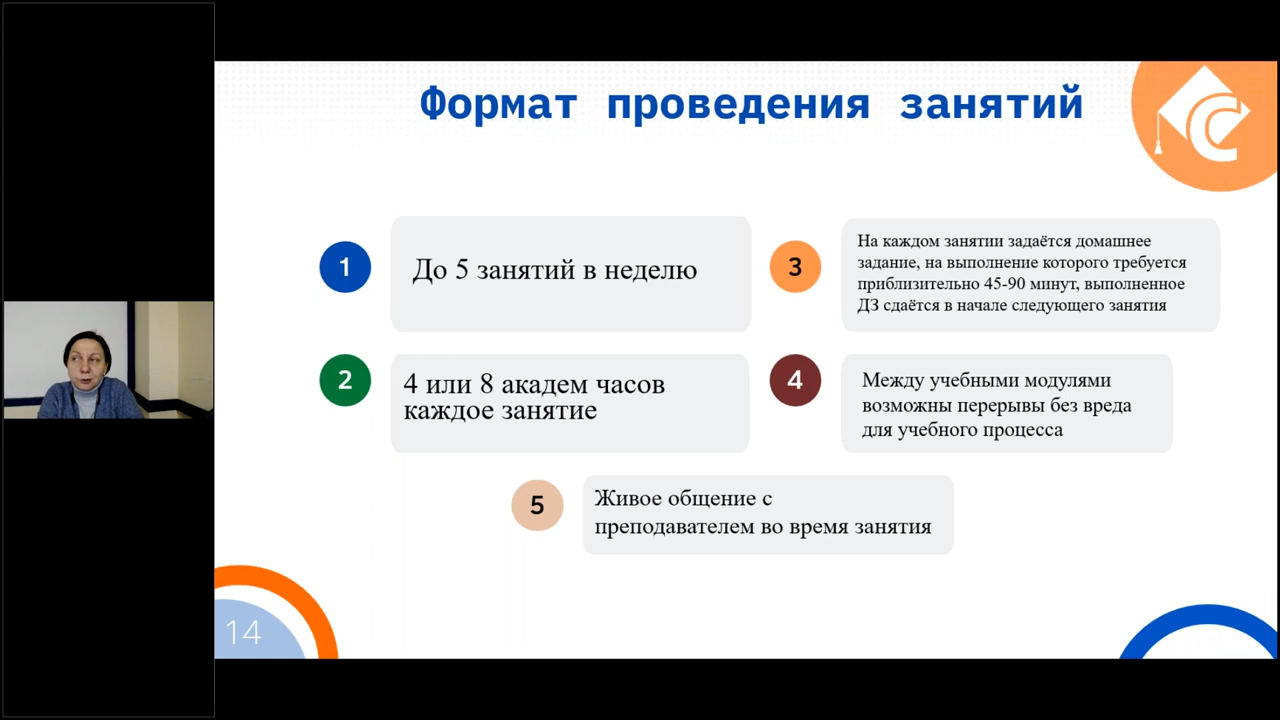 Формат проведения занятий
1
До 5 занятий в неделю
2
4 или 8 академ часов
каждое занятие
3
На каждом занятии задаётся домашнее
задание, на выполнение которого требуется
приблизительно 45-90 минут, выполненное
ДЗ сдаётся в начале следующего занятия
4
Между учебными модулями
возможны перерывы без вреда
для учебного процесса
5
Живое общение с
преподавателем во время занятия
14